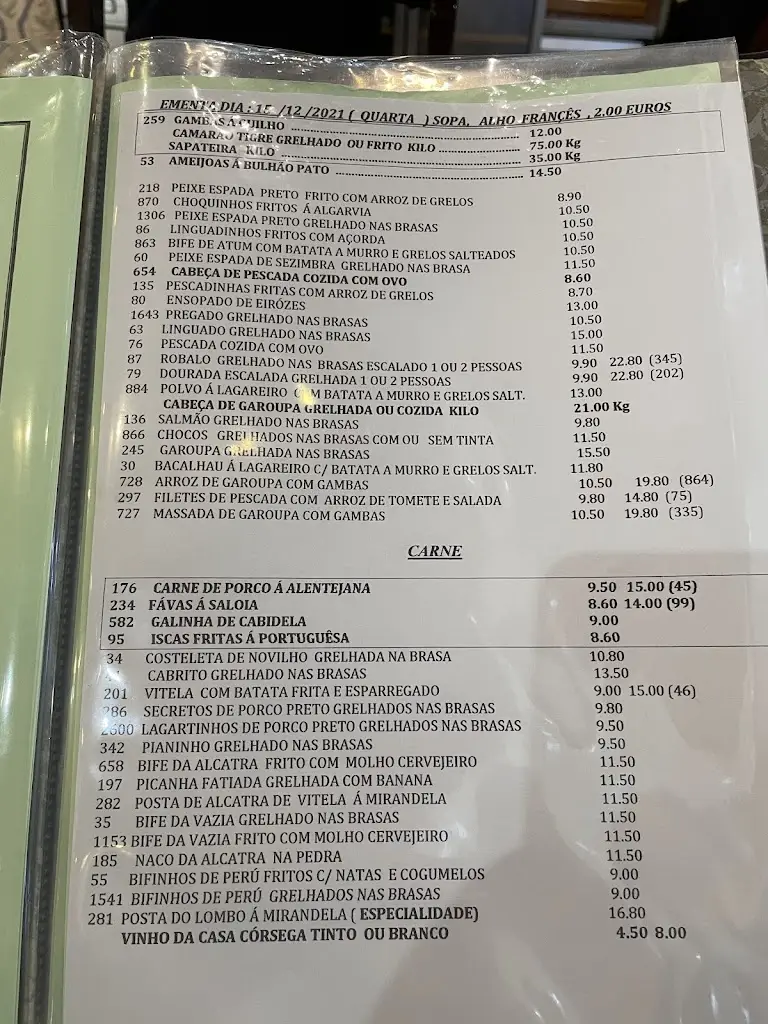 EMENTA DIA : 15 /12 /2021 ( QUARTA ) SOPA, ALHO FRANÇÊS , 2.00 EUROS
259 GAMBAS Á GUILHO ........ 12.00
CAMARÃO TIGRE GRELHADO OU FRITO KILO ........ 75.00 Kg
SAPATEIRA KILO ........ 35.00 Kg
53 AMEIJOAS Á BULHÃO PATO ........ 14.50
218 PEIXE ESPADA PRETO FRITO COM ARROZ DE GRELOS 8.90
870 CHOQUINHOS FRITOS Á ALGARVIA 10.50
1306 PEIXE ESPADA PRETO GRELHADO NAS BRASAS 10.50
86 LINGUADINHOS FRITOS COM AÇORDA 10.50
863 BIFE DE ATUM COM BATATA A MURRO E GRELOS SALTEADOS 10.50
60 PEIXE ESPADA DE SEZIMBRA GRELHADO NAS BRASA 11.50
654 CABEÇA DE PESCADA COZIDA COM OVO 8.60
135 PESCADINHAS FRITAS COM ARROZ DE GRELOS 8.70
80 ENSOPADO DE EIRÓZES 13.00
1643 PREGADO GRELHADO NAS BRASAS 10.50
63 LINGUADO GRELHADO NAS BRASAS 15.00
76 PESCADA COZIDA COM OVO 11.50
87 ROBALO GRELHADO NAS BRASAS ESCALADO 1 OU 2 PESSOAS 9.90 22.80 (345)
79 DOURADA ESCALADA GRELHADA 1 OU 2 PESSOAS 9.90 22.80 (202)
884 POLVO Á LAGAREIRO COM BATATA A MURRO E GRELOS SALT. 13.00
CABEÇA DE GAROUPA GRELHADA OU COZIDA KILO 21.00 Kg
136 SALMÃO GRELHADO NAS BRASAS 9.80
866 CHOCOS GRELHADOS NAS BRASAS COM OU SEM TINTA 11.50
245 GAROUPA GRELHADA NAS BRASAS 15.50
30 BACALHAU Á LAGAREIRO C/ BATATA A MURRO E GRELOS SALT. 11.80
728 ARROZ DE GAROUPA COM GAMBAS 10.50 19.80 (864)
297 FILETES DE PESCADA COM ARROZ DE TOMETE E SALADA 9.80 14.80 (75)
727 MASSADA DE GAROUPA COM GAMBAS 10.50 19.80 (335)
CARNE
176 CARNE DE PORCO Á ALENTEJANA 9.50 15.00 (45)
234 FÁVAS Á SALOIA 8.60 14.00 (99)
582 GALINHA DE CABIDELA 9.00
95 ISCAS FRITAS Á PORTUGUÊSA 8.60
34 COSTELETA DE NOVILHO GRELHADA NA BRASA 10.80
CABRITO GRELHADO NAS BRASAS 13.50
201 VITELA COM BATATA FRITA E ESPARREGADO 9.00 15.00 (46)
286 SECRETOS DE PORCO PRETO GRELHADOS NAS BRASAS 9.80
2600 LAGARTINHOS DE PORCO PRETO GRELHADOS NAS BRASAS 9.50
342 PIANINHO GRELHADO NAS BRASAS 9.50
658 BIFE DA ALCATRA FRITO COM MOLHO CERVEJEIRO 11.50
197 PICANHA FATIADA GRELHADA COM BANANA 11.50
282 POSTA DE ALCATRA DE VITELA Á MIRANDELA 11.50
35 BIFE DA VAZIA GRELHADO NAS BRASAS 11.50
1153 BIFE DA VAZIA FRITO COM MOLHO CERVEJEIRO 11.50
185 NACO DA ALCATRA NA PEDRA 11.50
55 BIFINHOS DE PERÚ FRITOS C/ NATAS E COGUMELOS 9.00
1541 BIFINHOS DE PERÚ GRELHADOS NAS BRASAS 9.00
281 POSTA DO LOMBO Á MIRANDELA ( ESPECIALIDADE) 16.80
VINHO DA CASA CÓRSEGA TINTO OU BRANCO 4.50 8.00